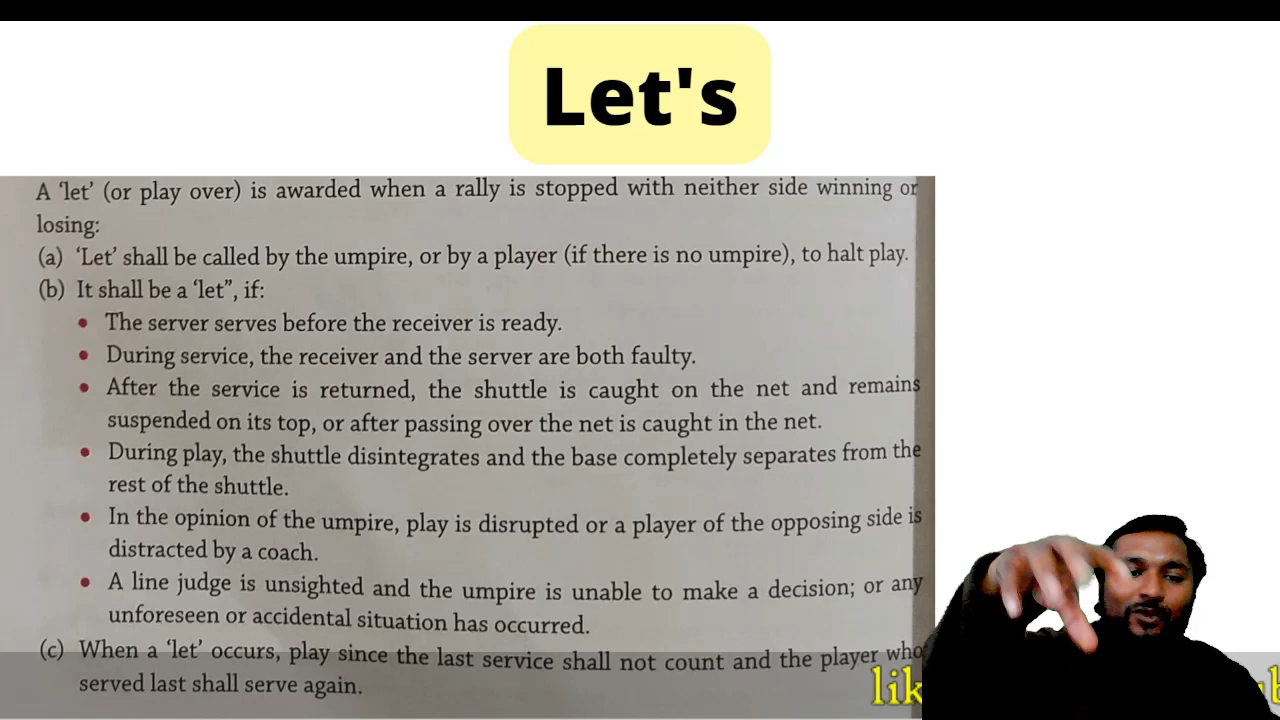 Let's
A ‘let’ (or play over) is awarded when a rally is stopped with neither side winning or
losing:
(a) ‘Let’ shall be called by the umpire, or by a player (if there is no umpire), to halt play.
(b) It shall be a ‘let”, if:
• The server serves before the receiver is ready.
• During service, the receiver and the server are both faulty.
• After the service is returned, the shuttle is caught on the net and remains
suspended on its top, or after passing over the net is caught in the net.
• During play, the shuttle disintegrates and the base completely separates from the
rest of the shuttle.
• In the opinion of the umpire, play is disrupted or a player of the opposing side is
distracted by a coach.
• A line judge is unsighted and the umpire is unable to make a decision; or any
unforeseen or accidental situation has occurred.
(c) When a ‘let’ occurs, play since the last service shall not count and the player who
served last shall serve again.